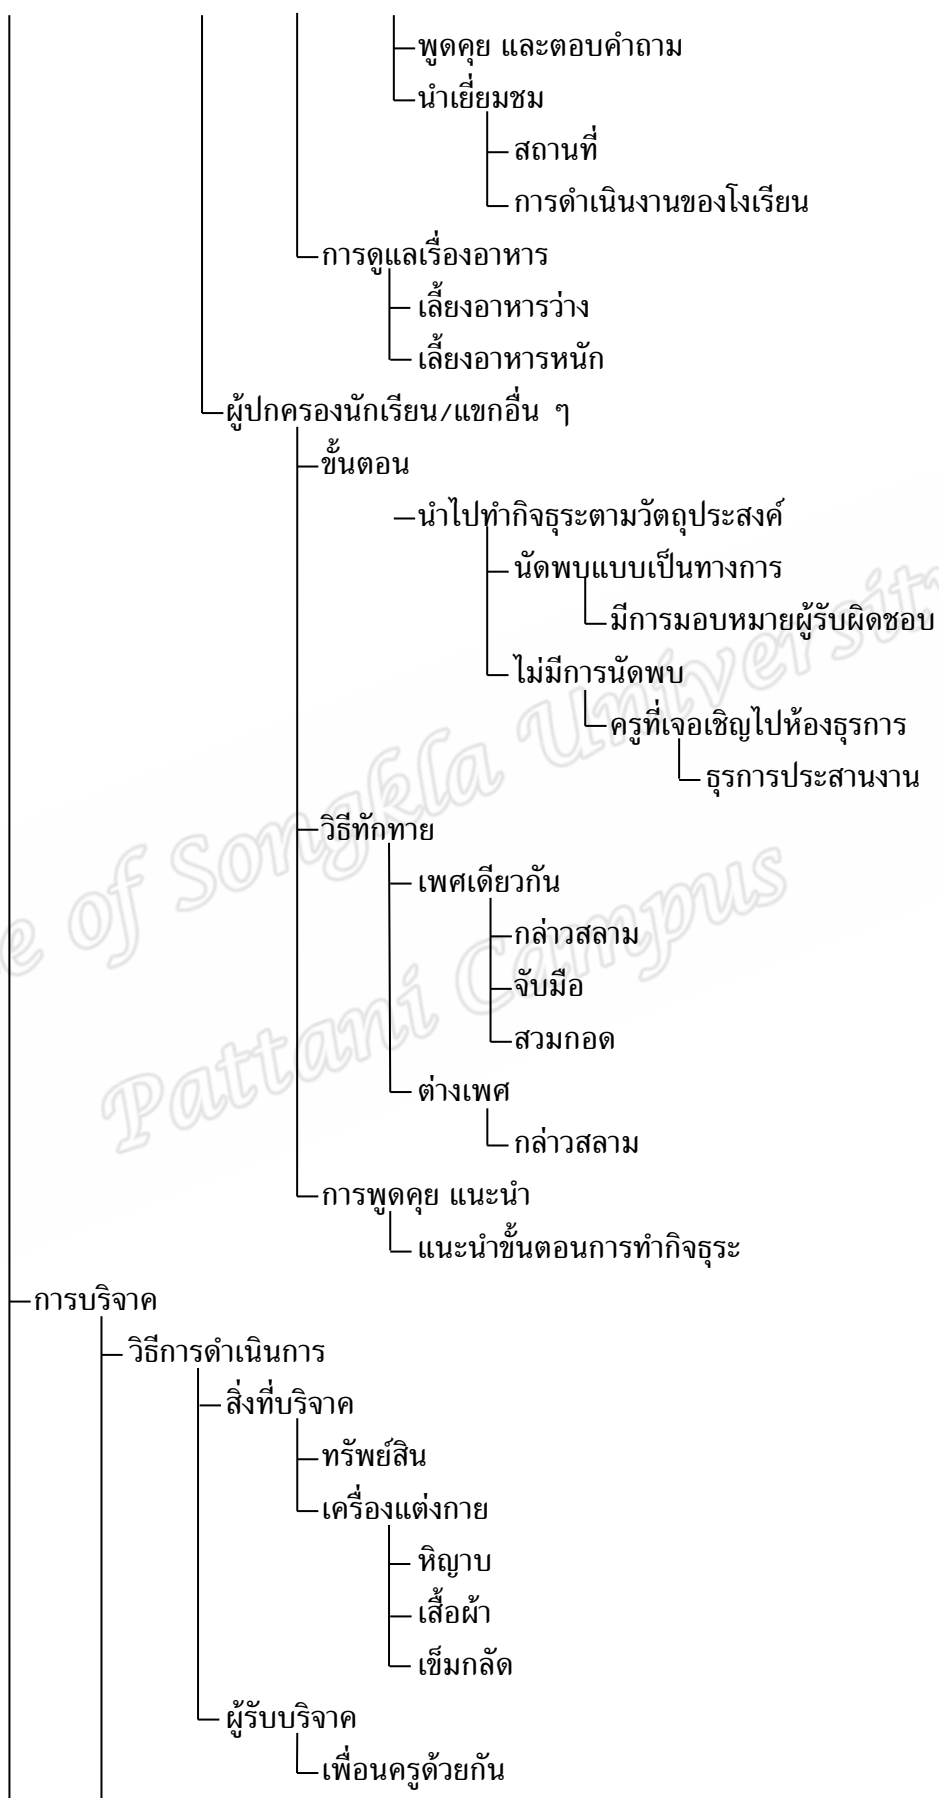 พูดคุย และตอบคำถาม
นำเยี่ยมชม
สถานที่
การดำเนินงานของโงเรียน
การดูแลเรื่องอาหาร
เลี้ยงอาหารว่าง
เลี้ยงอาหารหนัก
ผู้ปกครองนักเรียน/แขกอื่น ๆ
ขั้นตอน
นำไปทำกิจธุระตามวัตถุประสงค์
นัดพบแบบเป็นทางการ
มีการมอบหมายผู้รับผิดชอบ
ไม่มีการนัดพบ
ครูที่เจอเชิญไปห้องธุรการ
ธุรการประสานงาน
วิธีทักทาย
เพศเดียวกัน
กล่าวสลาม
จับมือ
สวมกอด
ต่างเพศ
กล่าวสลาม
การพูดคุย แนะนำ
แนะนำขั้นตอนการทำกิจธุระ
การบริจาค
วิธีการดำเนินการ
สิ่งที่บริจาค
ทรัพย์สิน
เครื่องแต่งกาย
หิญาบ
เสื้อผ้า
เข็มกลัด
ผู้รับบริจาค
เพื่อนครูด้วยกัน
e of Songkla University
Pattani Campus